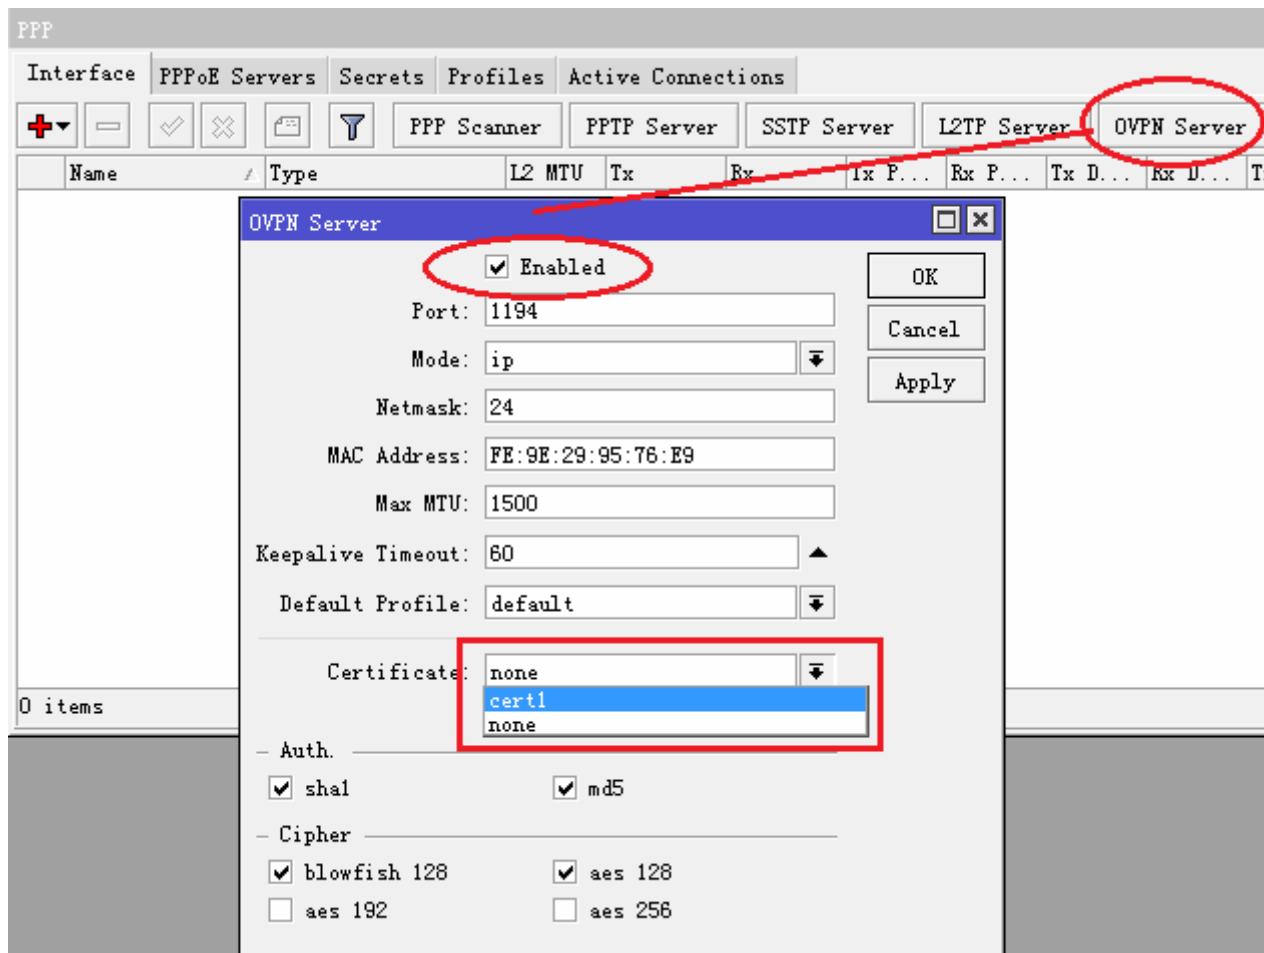 PPP
Interface PPPoE Servers Secrets Profiles Active Connections
PPP Scanner PPTP Server SSTP Server L2TP Server OVPN Server
Name Type L2 MTU Tx Rx Tx P... Rx P... Tx D... Rx D... T
OVPN Server
Enabled
OK
Port: 1194
Cancel
Mode: ip
Apply
Netmask: 24
MAC Address: FE:9E:29:95:76:E9
Max MTU: 1500
Keepalive Timeout: 60
Default Profile: default
Certificate: none
cert1
none
0 items
Auth.
sha1 md5
Cipher
blowfish 128 aes 128
aes 192 aes 256